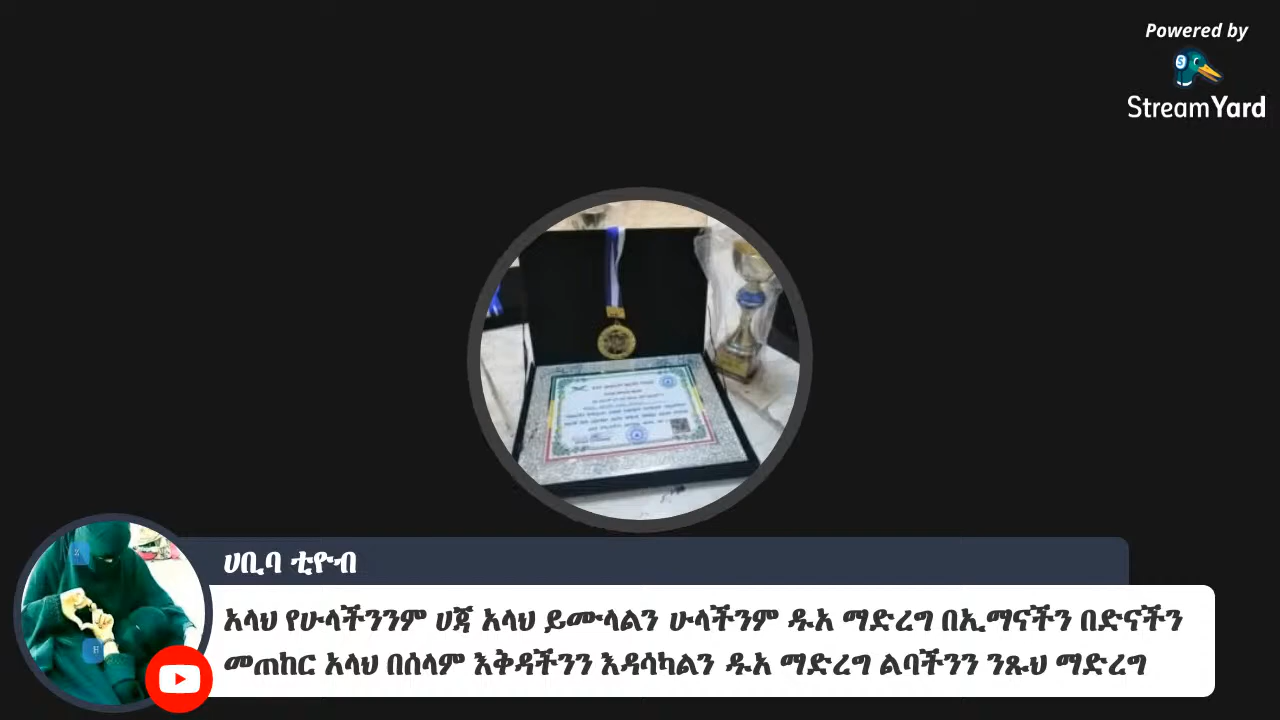 Powered by
StreamYard
ሀቢባ ቲዮብ
አላህ የሁላችንንም ሀጃ አላህ ይሙላልን ሁላችንም ዱአ ማድረግ በኢማናችን በድናችን
መጠከር አላህ በሰላም እቅዳችንን እዳሳካልን ዱአ ማድረግ ልባችንን ንጹህ ማድረግ